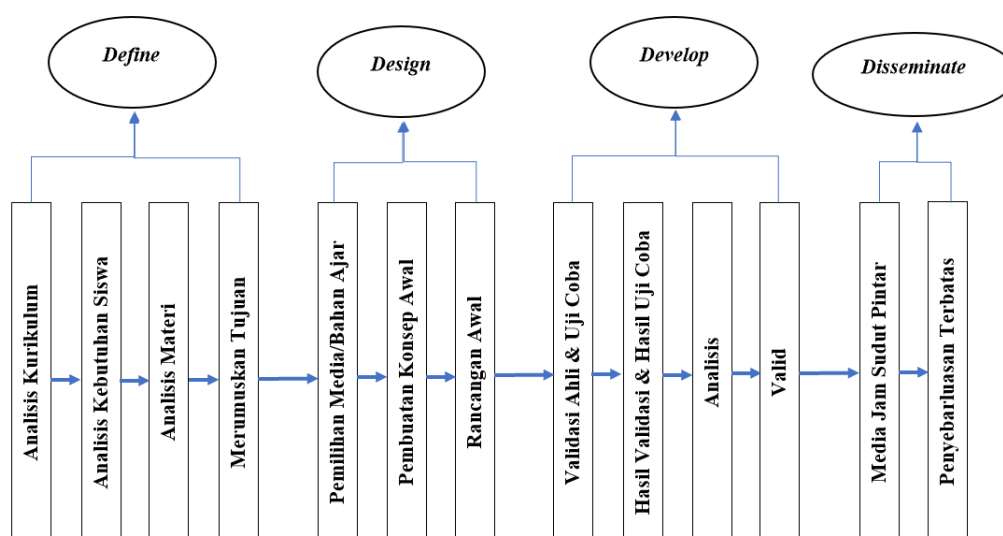 Define
Design
Develop
Disseminate
Analisis Kurikulum
Analisis Kebutuhan Siswa
Analisis Materi
Merumuskan Tujuan
Pemilihan Media/Bahan Ajar
Pembuatan Konsep Awal
Rancangan Awal
Validasi Ahli & Uji Coba
Hasil Validasi & Hasil Uji Coba
Analisis
Valid
Media Jam Sudut Pintar
Penyebarluasan Terbatas